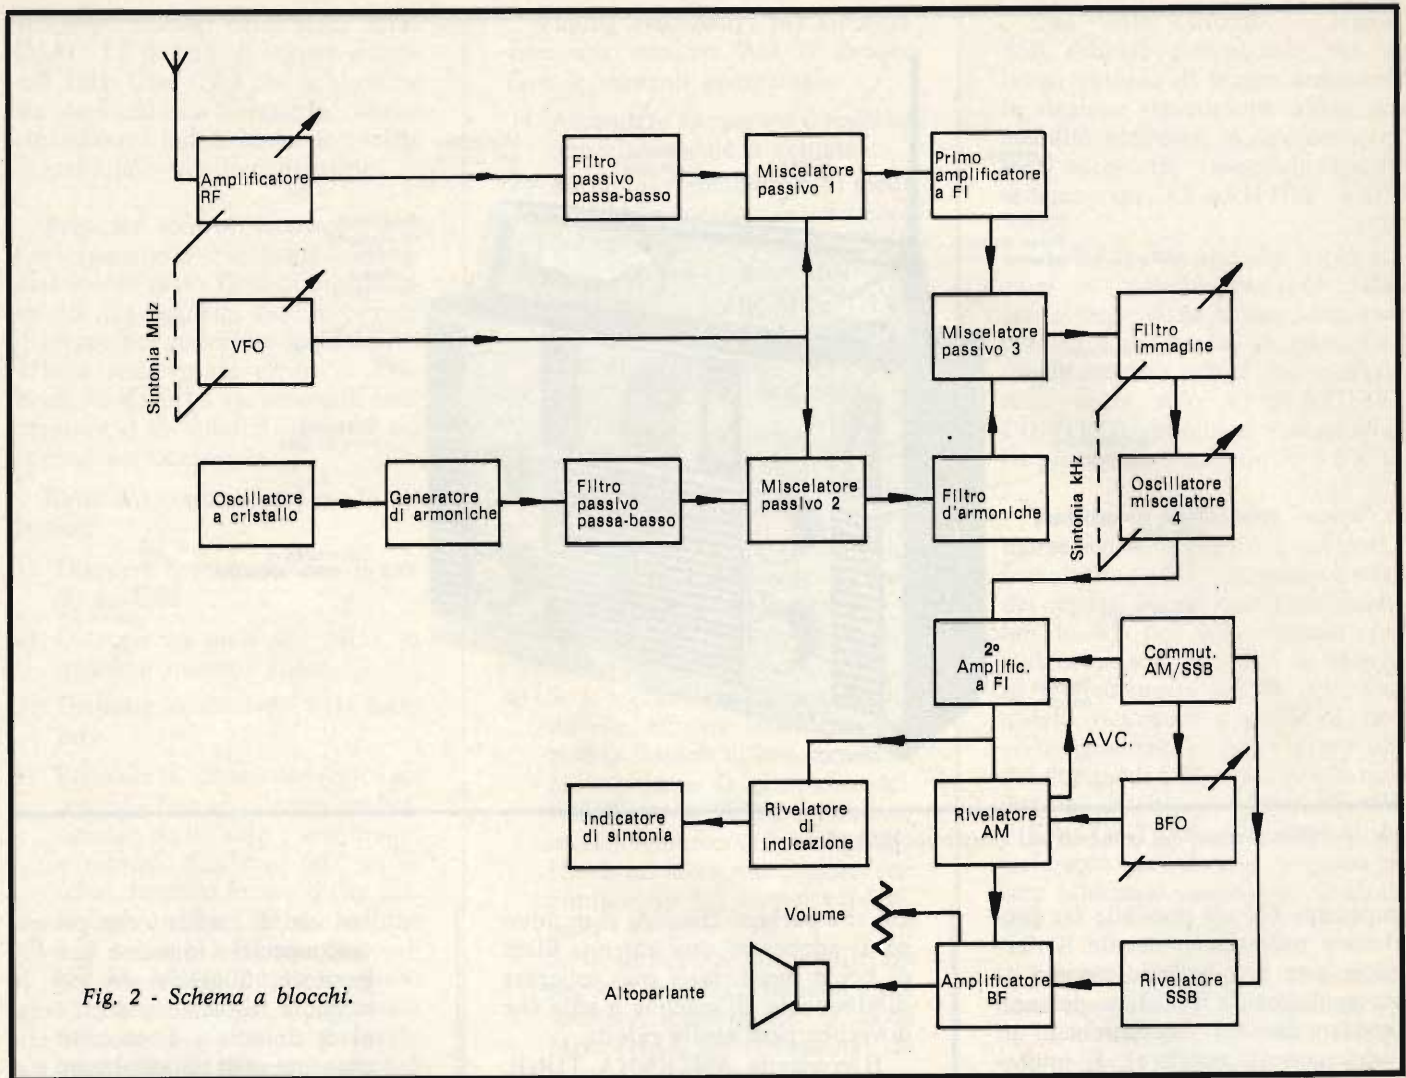 Amplificatore
RF
Filtro
passivo
passa-basso
Miscelatore
passivo 1
Primo
amplificatore
a FI
Sintonia MHz
VFO
Miscelatore
passivo 3
Filtro
immagine
Oscillatore
a cristallo
Generatore
di armoniche
Filtro
passivo
passa-basso
Miscelatore
passivo 2
Filtro
d'armoniche
Sintonia kHz
Oscillatore
miscelatore
4
2º
Amplific.
a FI
Commut.
AM/SSB
AVC.
Indicatore
di sintonia
Rivelatore
di
indicazione
Rivelatore
AM
BFO
Volume
Altoparlante
Amplificatore
BF
Rivelatore
SSB
Fig. 2 - Schema a blocchi.